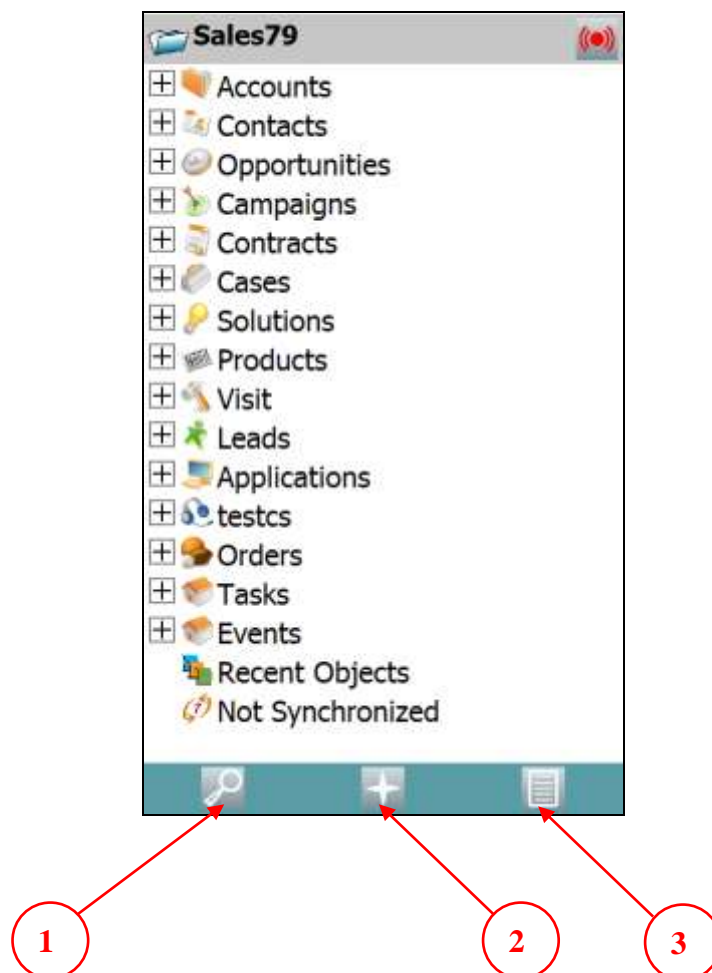 Sales79
Accounts
Contacts
Opportunities
Campaigns
Contracts
Cases
Solutions
Products
Visit
Leads
Applications
testcs
Orders
Tasks
Events
Recent Objects
Not Synchronized
1 2 3